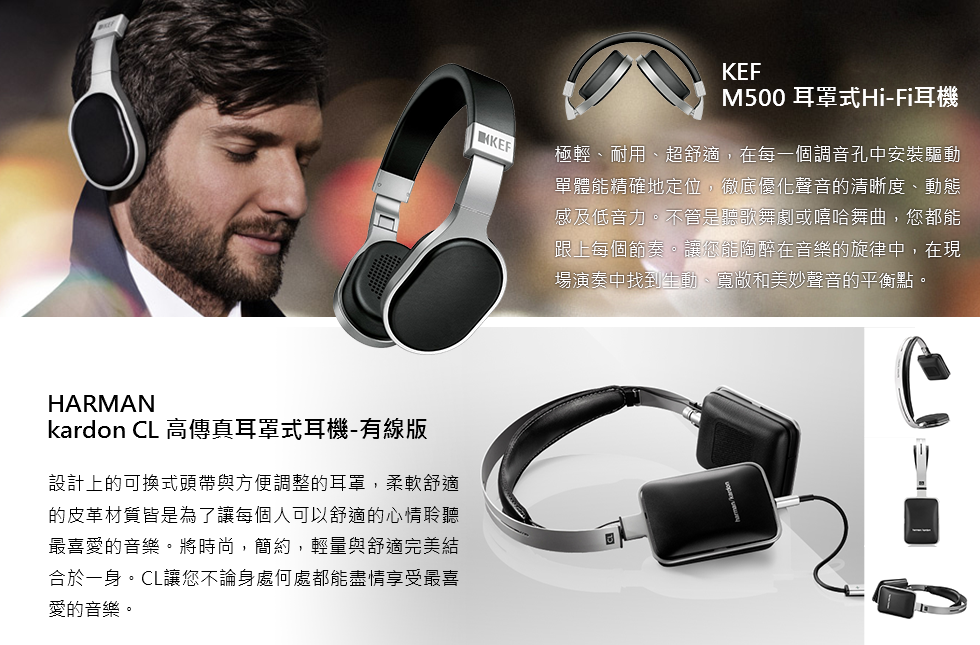 KEF
KEF
KEF
M500 耳罩式Hi-Fi耳機
極輕、耐用、超舒適，在每一個調音孔中安裝驅動
單體能精確地定位，徹底優化聲音的清晰度、動態
感及低音力。不管是聽歌舞劇或嘻哈舞曲，您都能
跟上每個節奏。讓您能陶醉在音樂的旋律中，在現
場演奏中找到生動、寬敞和美妙聲音的平衡點。
HARMAN
kardon CL 高傳真耳罩式耳機-有線版
設計上的可換式頭帶與方便調整的耳罩，柔軟舒適
的皮革材質皆是為了讓每個人可以舒適的心情聆聽
最喜愛的音樂。將時尚，簡約，輕量與舒適完美結
合於一身。CL讓您不論身處何處都能盡情享受最喜
愛的音樂。
harman kardon
CL
harman kardon
harman kardon